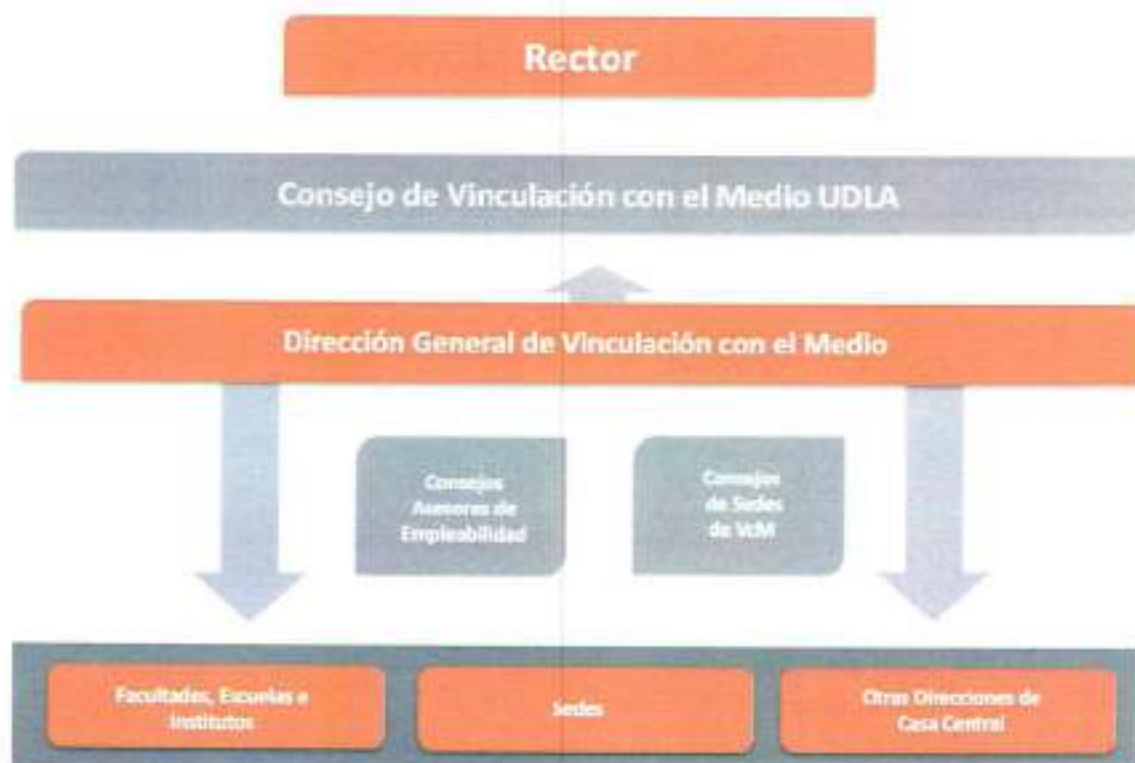 Rector
Consejo de Vinculación con el Medio UDLA
Dirección General de Vinculación con el Medio
Consejos
Asesores de
Empleabilidad
Consejos
de Sedes
de VcM
Facultades, Escuelas e
Institutos
Sedes
Otras Direcciones de
Casa Central